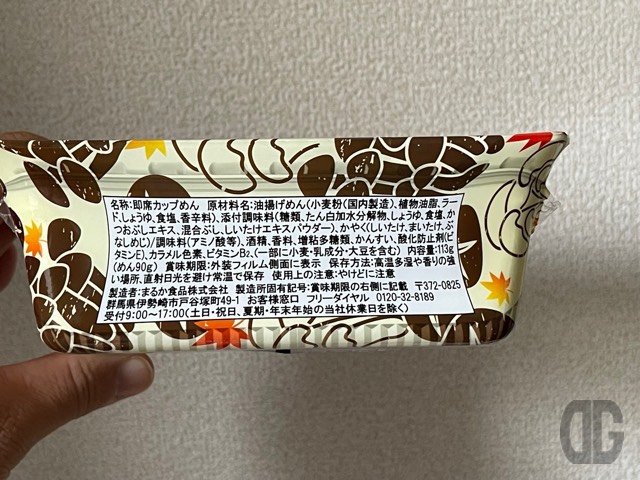 名称:即席カップめん 原材料名:油揚げめん(小麦粉(国内製造)、植物油脂、ラー
ド、しょうゆ、食塩、香辛料)、添付調味料(糖類、たん白加水分解物、しょうゆ、食塩、か
つおぶしエキス、混合ぶし、しいたけエキスパウダー)、かやく(しいたけ、まいたけ、ぶ
なしめじ)/調味料(アミノ酸等)、酒精、香料、増粘多糖類、かんすい、酸化防止剤(ビ
タミンE)、カラメル色素、ビタミンB2、(一部に小麦・乳成分・大豆を含む) 内容量:113g
(めん90g) 賞味期限:外装フィルム側面に表示 保存方法:高温多湿や香りの強
い場所、直射日光を避け常温で保存 使用上の注意:やけどに注意
製造者:まるか食品株式会社 製造所固有記号:賞味期限の右側に記載 〒372-0825
群馬県伊勢崎市戸谷塚町49-1 お客様窓口 フリーダイヤル 0120-32-8189
受付9:00〜17:00(土・日・祝日、夏期・年末年始の当社休業日を除く)
DG